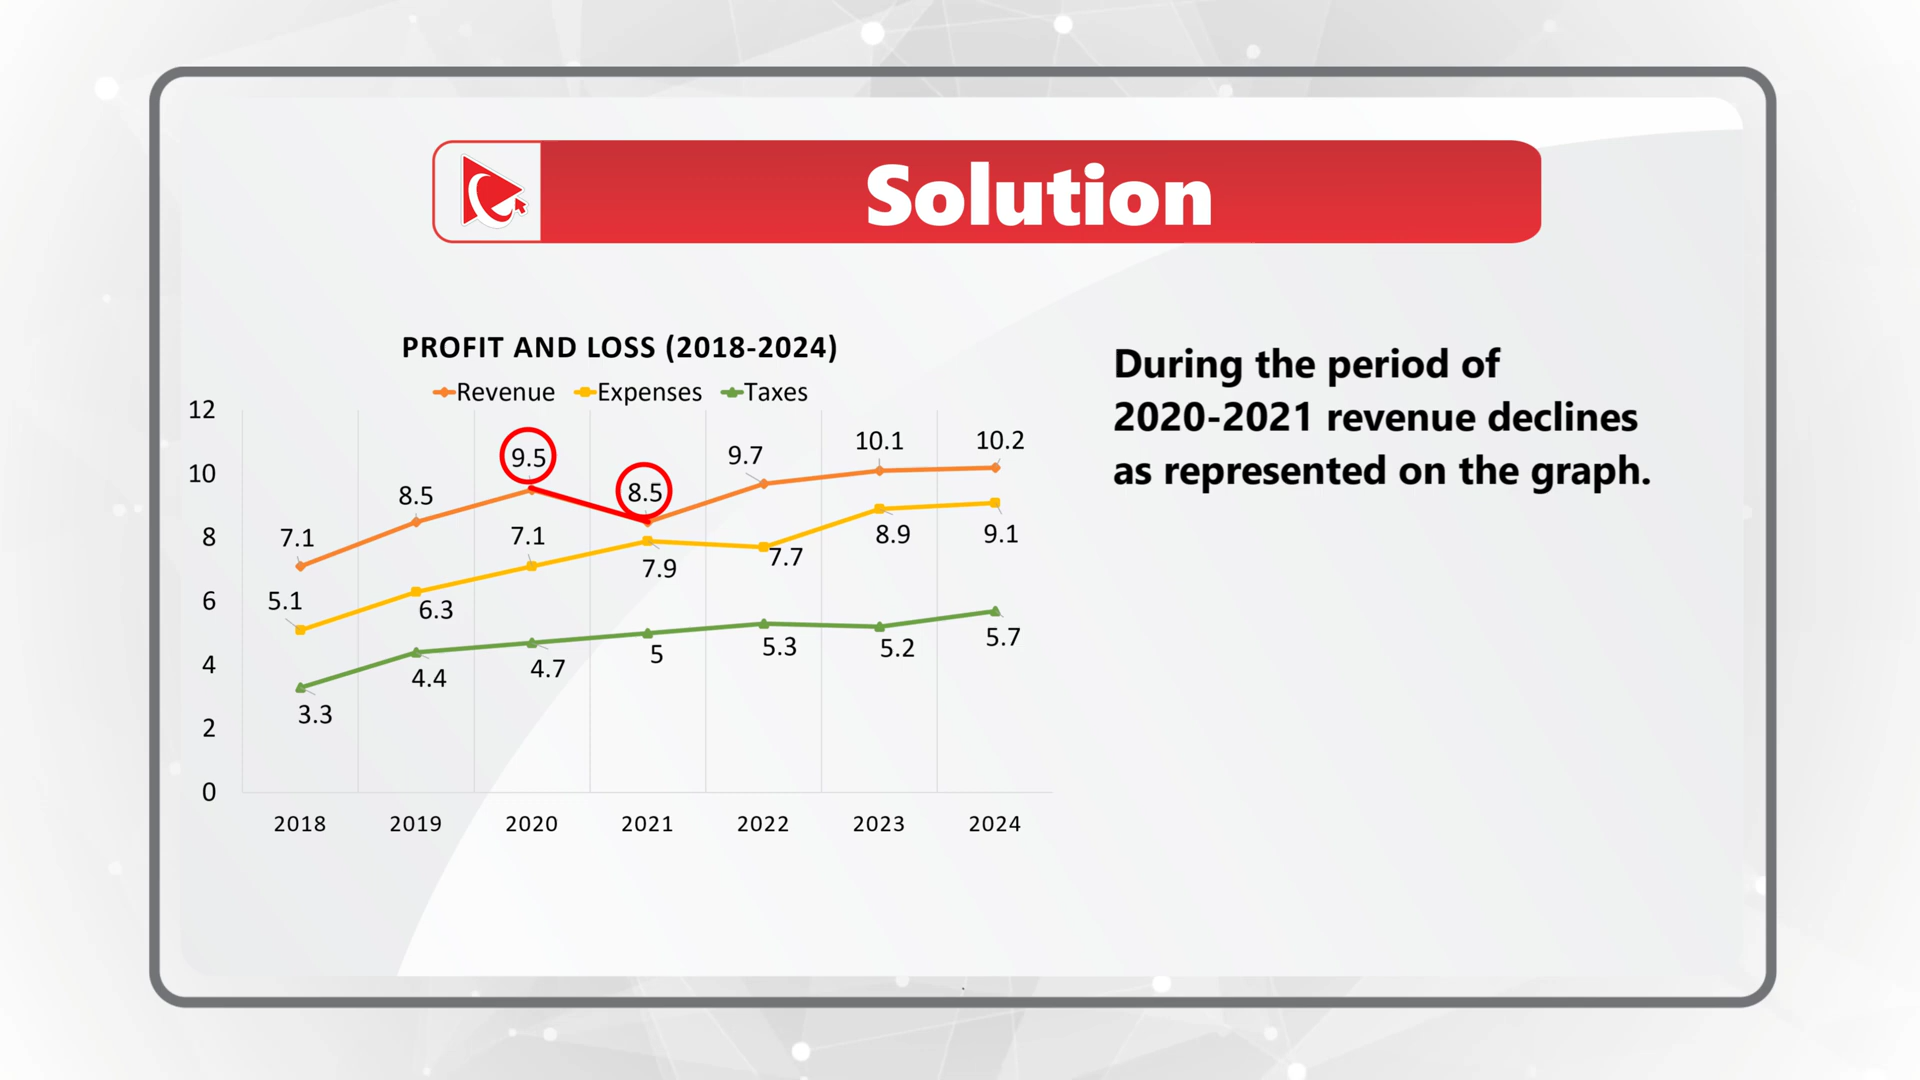 Solution
PROFIT AND LOSS (2018-2024)
Revenue Expenses Taxes
During the period of
2020-2021 revenue declines
as represented on the graph.
12
10
8
6
4
2
0
7.1 8.5 9.5 8.5 9.7 10.1 10.2
5.1 6.3 7.1 7.9 7.7 8.9 9.1
3.3 4.4 4.7 5 5.3 5.2 5.7
2018 2019 2020 2021 2022 2023 2024